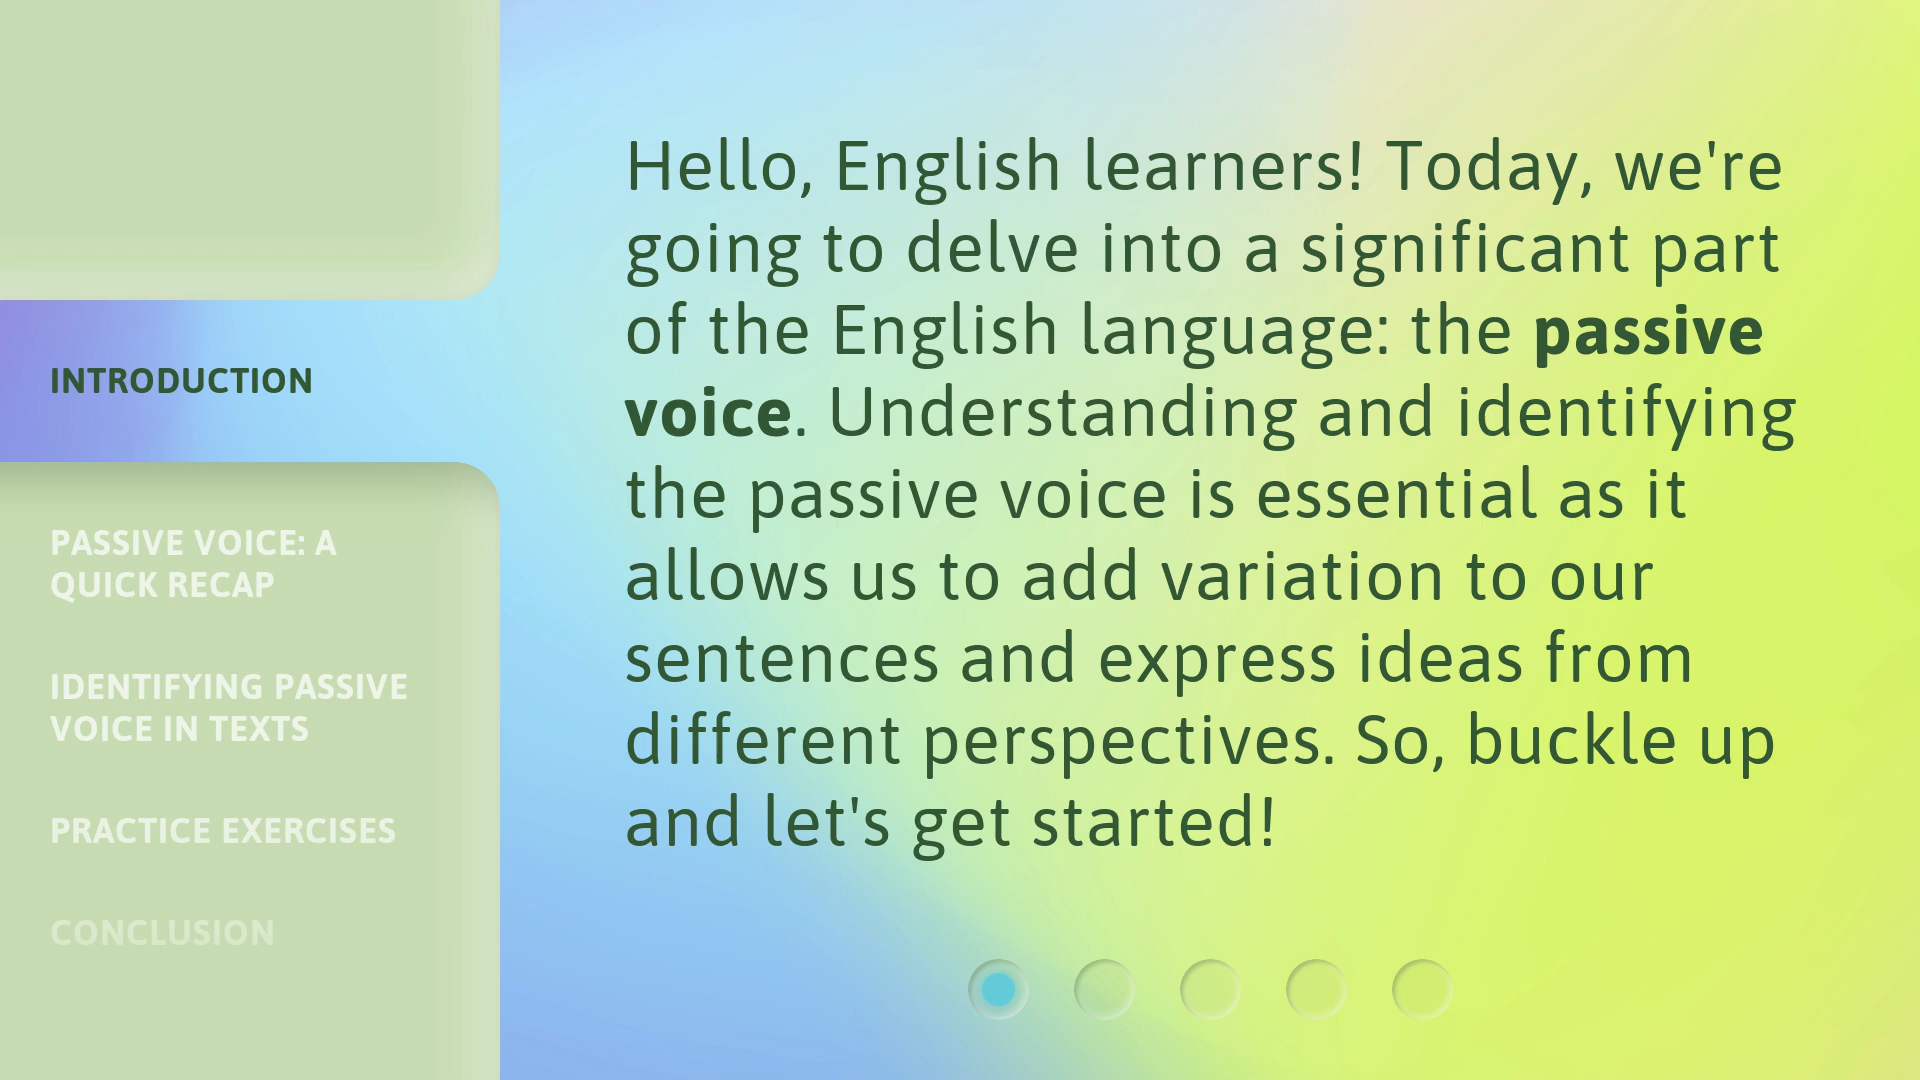 INTRODUCTION
PASSIVE VOICE: A
QUICK RECAP
IDENTIFYING PASSIVE
VOICE IN TEXTS
PRACTICE EXERCISES
CONCLUSION
Hello, English learners! Today, we're
going to delve into a significant part
of the English language: the passive
voice. Understanding and identifying
the passive voice is essential as it
allows us to add variation to our
sentences and express ideas from
different perspectives. So, buckle up
and let's get started!